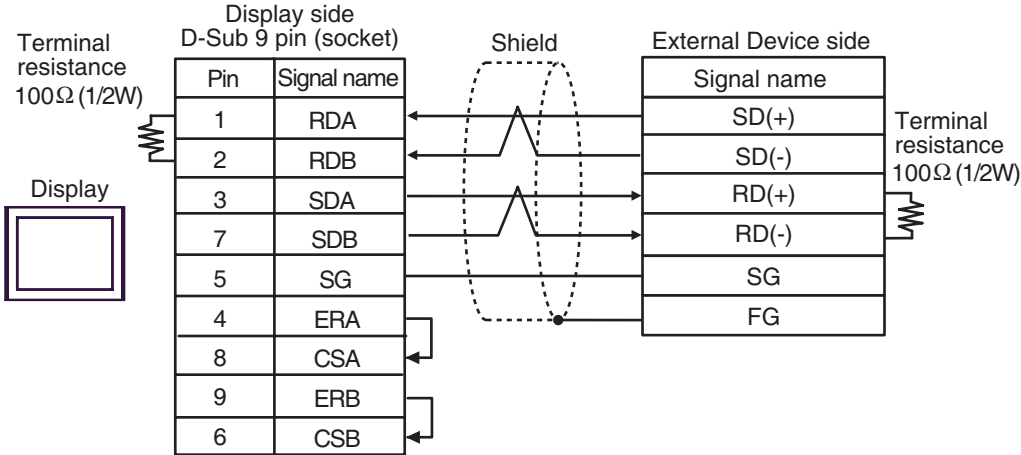 Display side
D-Sub 9 pin (socket)
Shield
External Device side
Terminal
resistance
100Ω (1/2W)
Pin Signal name
Signal name
1 RDA
SD(+)
2 RDB
SD(-)
3 SDA
RD(+)
7 SDB
RD(-)
5 SG
SG
4 ERA
FG
8 CSA
9 ERB
6 CSB
Terminal
resistance
100Ω (1/2W)
Display